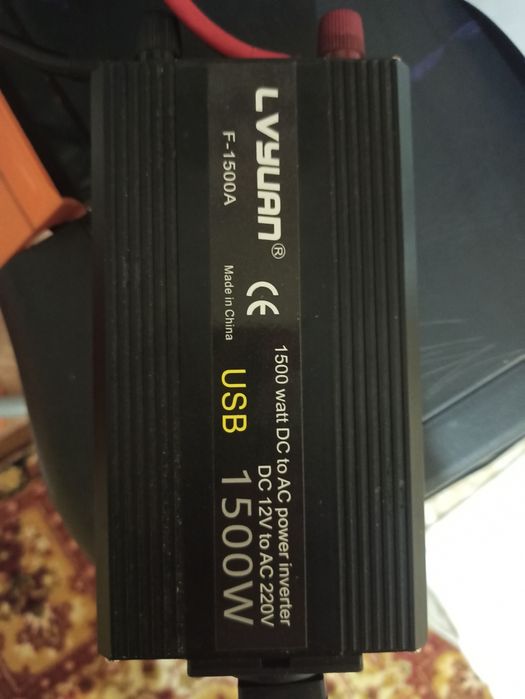 LVYUAN®
F-1500A
CE
Made in China
1500 watt DC to AC power inverter
DC 12V to AC 220V
USB 1500W